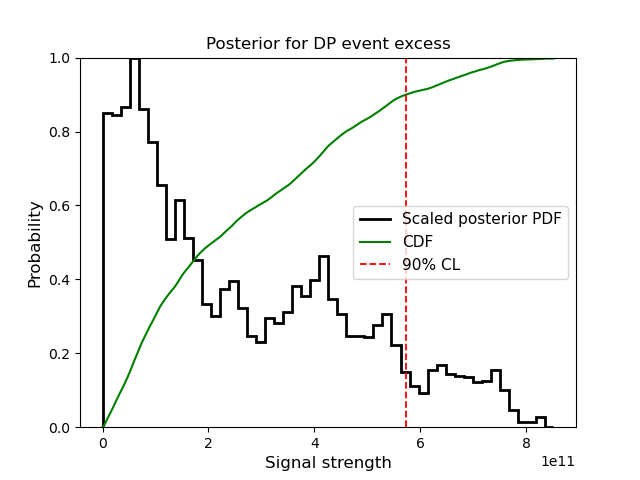 Posterior for DP event excess
Probability
1.0
0.8
0.6
0.4
0.2
0.0
Scaled posterior PDF
CDF
90% CL
0
2
4
6
8
1e11
Signal strength